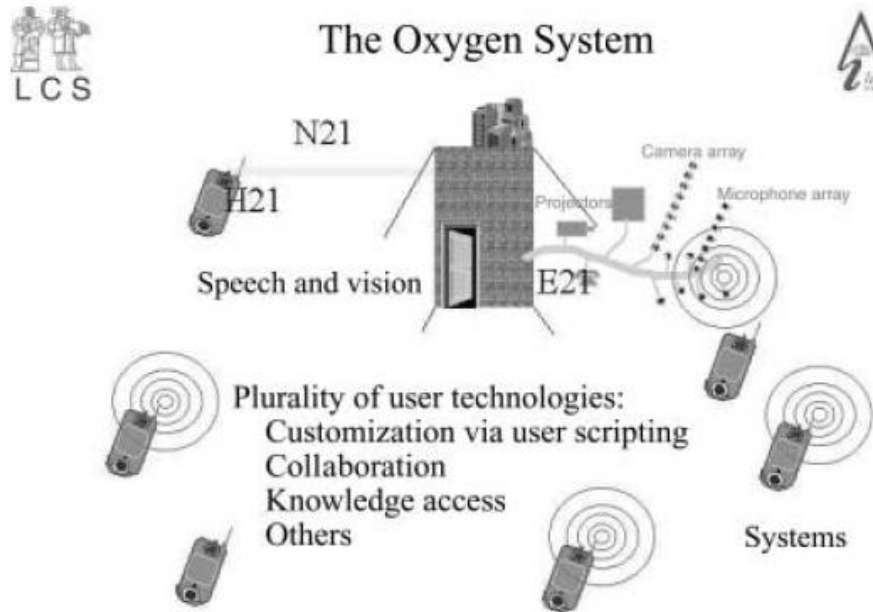 The Oxygen System
L C S
N21
Camera array
H21
Projectors
Microphone array
Speech and vision
E21
Plurality of user technologies:
Customization via user scripting
Collaboration
Knowledge access
Others
Systems